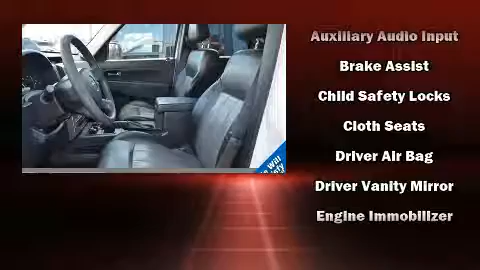 Auxiliary Audio Input
Brake Assist
Child Safety Locks
Cloth Seats
Driver Air Bag
Driver Vanity Mirror
Engine Immobilizer